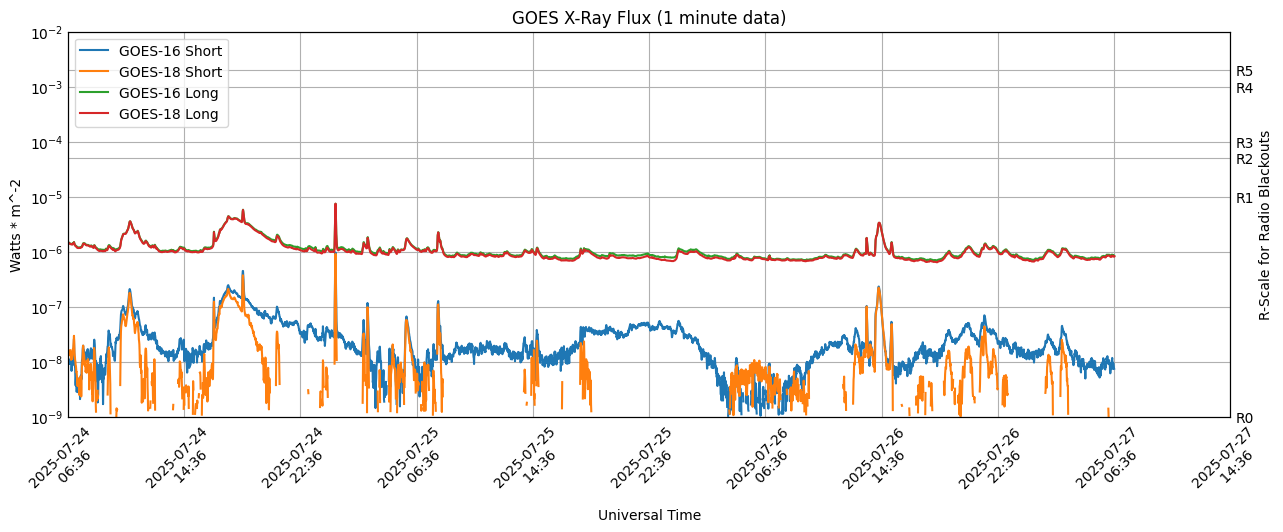 GOES X-Ray Flux (1 minute data)
GOES-16 Short
GOES-18 Short
GOES-16 Long
GOES-18 Long
Watts * m^-2
10^-2
10^-3
10^-4
10^-5
10^-6
10^-7
10^-8
10^-9
R5
R4
R3
R2
R1
R0
R-Scale for Radio Blackouts
2025-07-24
06:36
2025-07-24
14:36
2025-07-24
22:36
2025-07-25
06:36
2025-07-25
14:36
2025-07-25
22:36
2025-07-26
06:36
2025-07-26
14:36
2025-07-26
22:36
2025-07-27
06:36
2025-07-27
14:36
Universal Time